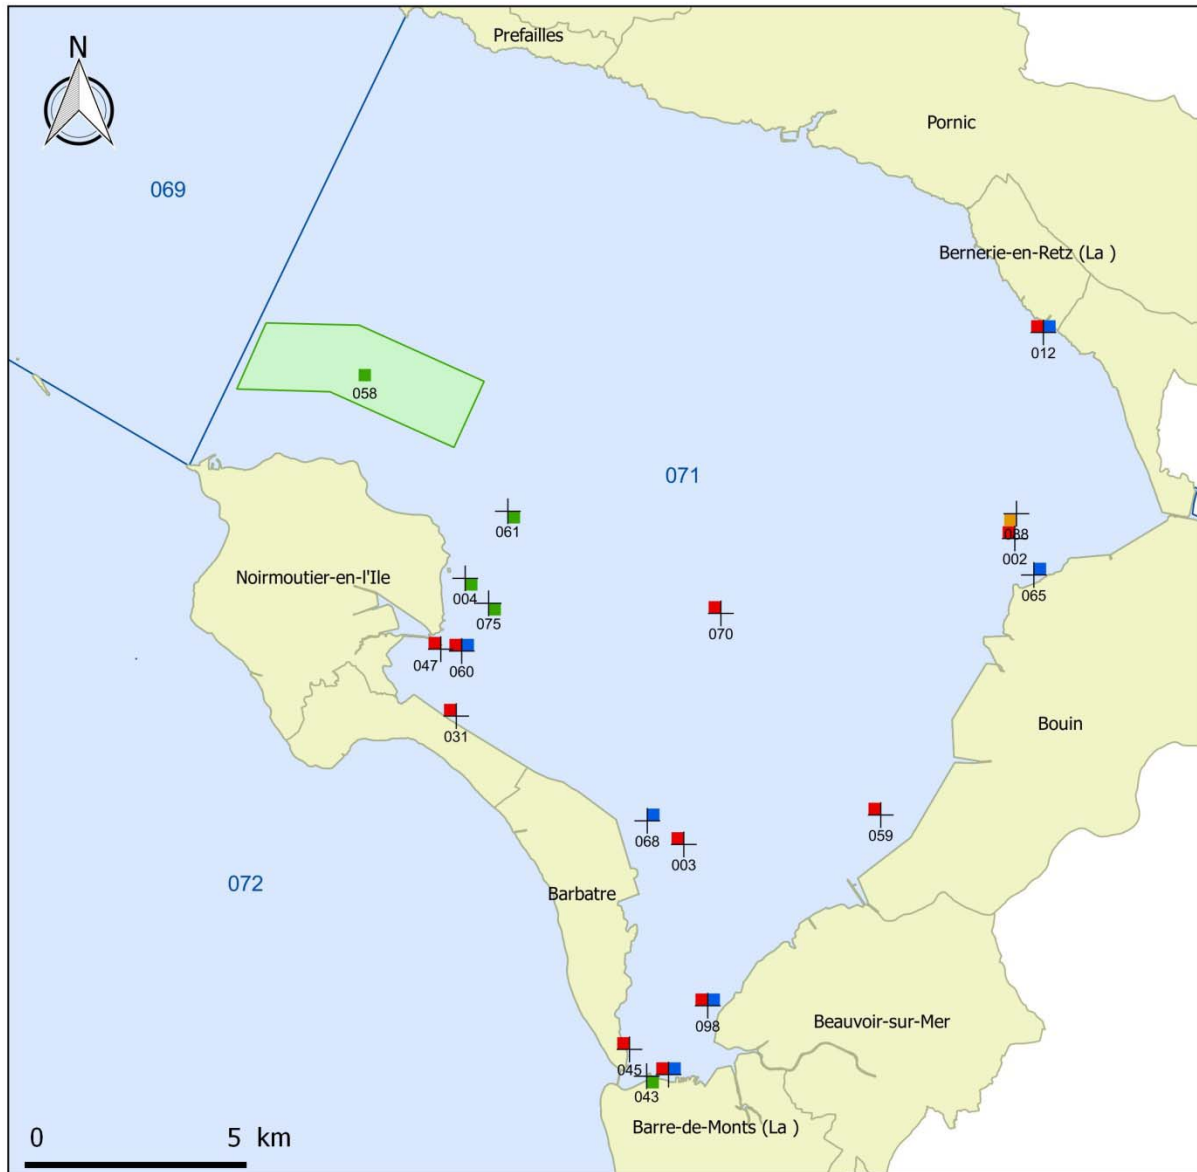 Prefailles
N
Pornic
069
Bernerie-en-Retz (La )
012
058
071
061
088
002
Noirmoutier-en-l'Ile
004
065
075
070
047
060
031
Bouin
059
068
003
072
Barbatre
098
Beauvoir-sur-Mer
045
043
Barre-de-Monts (La )
0 5 km